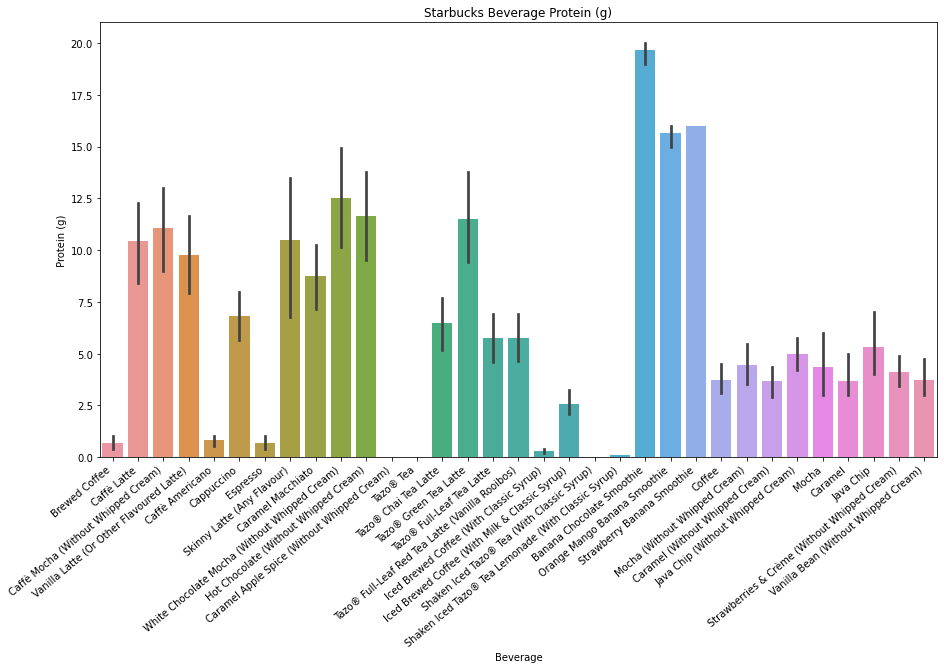 Starbucks Beverage Protein (g)
Protein (g)
20.0
17.5
15.0
12.5
10.0
7.5
5.0
2.5
0.0
Brewed Coffee
Caffè Latte
Caffè Mocha (Without Whipped Cream)
Vanilla Latte (Or Other Flavoured Latte)
Caffè Americano
Cappuccino
Espresso
Skinny Latte (Any Flavour)
Caramel Macchiato
White Chocolate Mocha (Without Whipped Cream)
Hot Chocolate (Without Whipped Cream)
Caramel Apple Spice (Without Whipped Cream)
Tazo® Tea
Tazo® Chai Tea Latte
Tazo® Green Tea Latte
Tazo® Full-Leaf Tea Latte
Tazo® Full-Leaf Red Tea Latte (Vanilla Rooibos)
Iced Brewed Coffee (With Classic Syrup)
Iced Brewed Coffee (With Milk & Classic Syrup)
Shaken Iced Tazo® Tea (With Classic Syrup)
Shaken Iced Tazo® Tea Lemonade (With Classic Syrup)
Banana Chocolate Smoothie
Orange Mango Banana Smoothie
Strawberry Banana Smoothie
Coffee
Mocha (Without Whipped Cream)
Caramel (Without Whipped Cream)
Java Chip (Without Whipped Cream)
Mocha
Caramel
Java Chip
Strawberries & Crème (Without Whipped Cream)
Vanilla Bean (Without Whipped Cream)
Beverage